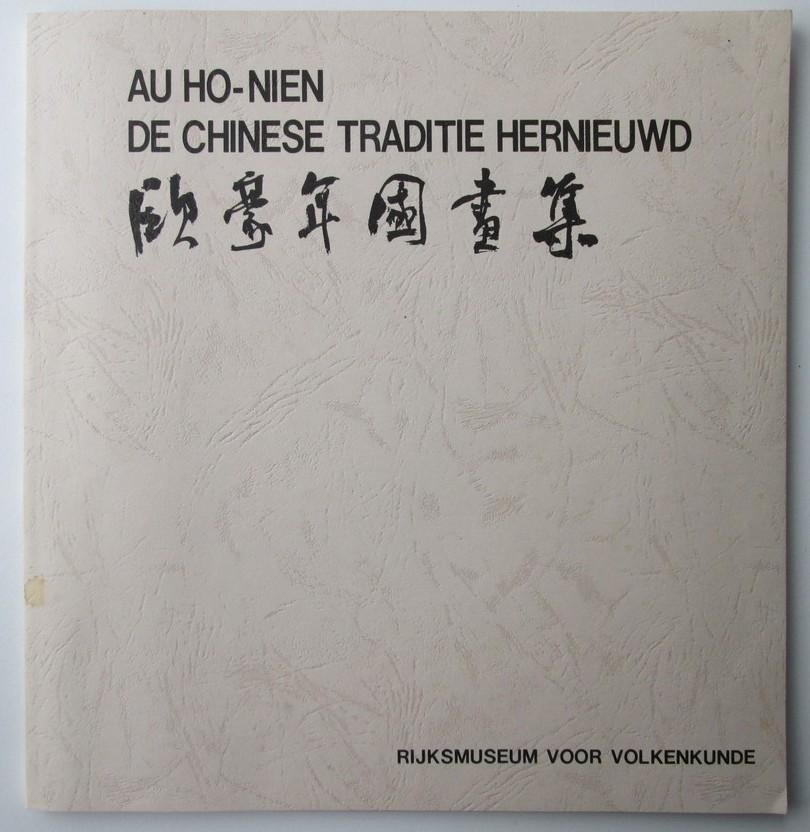 AU HO-NIEN
DE CHINESE TRADITIE HERNIEUWD
歐豪年國畫集
RIJKSMUSEUM VOOR VOLKENKUNDE